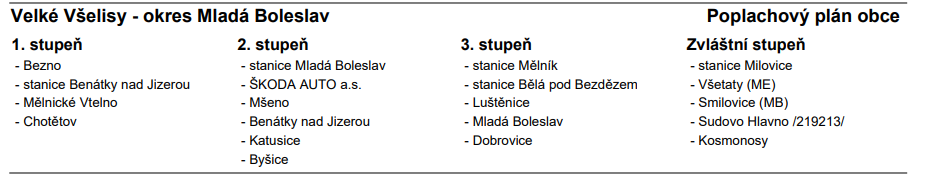 Velké Všelisy - okres Mladá Boleslav
Poplachový plán obce
1. stupeň
- Bezno
- stanice Benátky nad Jizerou
- Mělnické Vtelno
- Chotětov
2. stupeň
- stanice Mladá Boleslav
- ŠKODA AUTO a.s.
- Mšeno
- Benátky nad Jizerou
- Katusice
- Byšice
3. stupeň
- stanice Mělník
- stanice Bělá pod Bezdězem
- Luštěnice
- Mladá Boleslav
- Dobrovice
Zvláštní stupeň
- stanice Milovice
- Všetaty (ME)
- Smilovice (MB)
- Sudovo Hlavno /219213/
- Kosmonosy